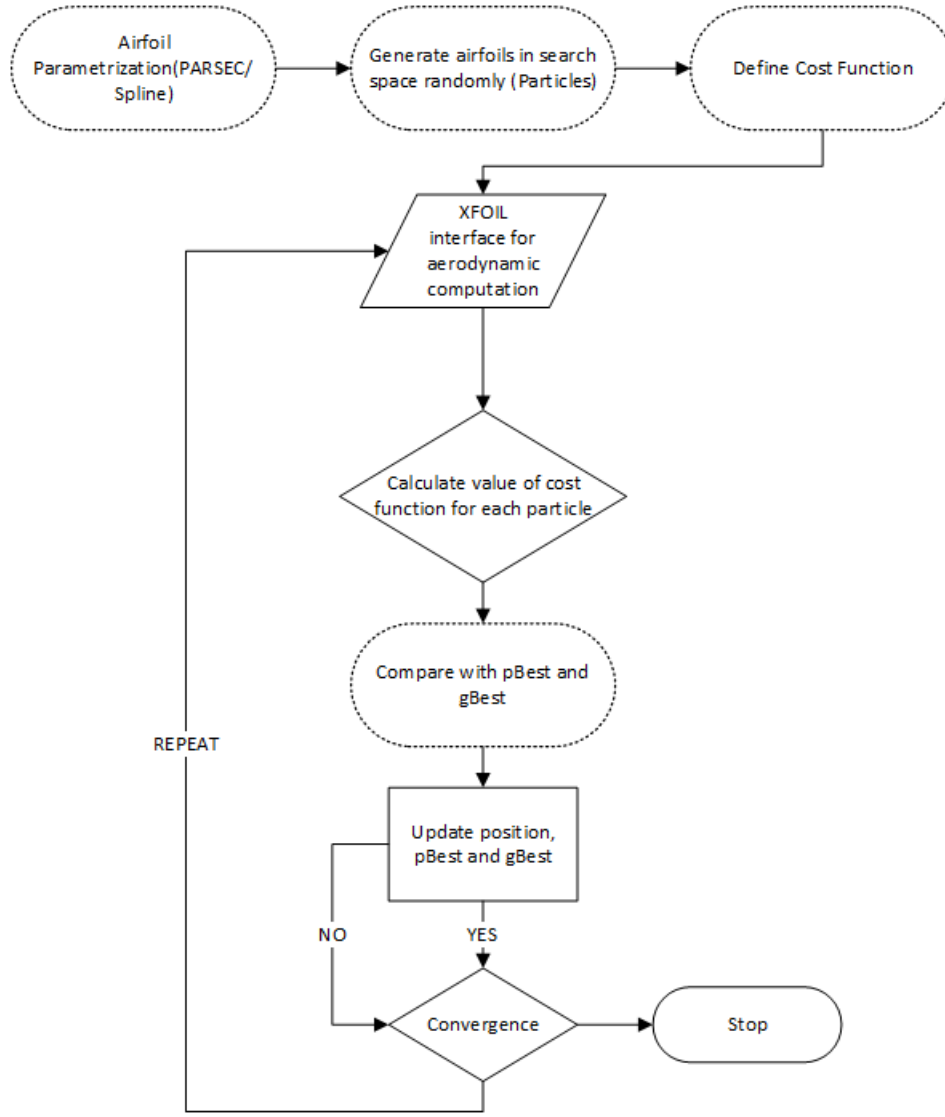 Airfoil
Parametrization(PARSEC/
Spline)
Generate airfoils in search
space randomly (Particles)
Define Cost Function
XFOIL
interface for
aerodynamic
computation
Calculate value of cost
function for each particle
Compare with pBest and
gBest
REPEAT
Update position,
pBest and gBest
NO
YES
Convergence
Stop